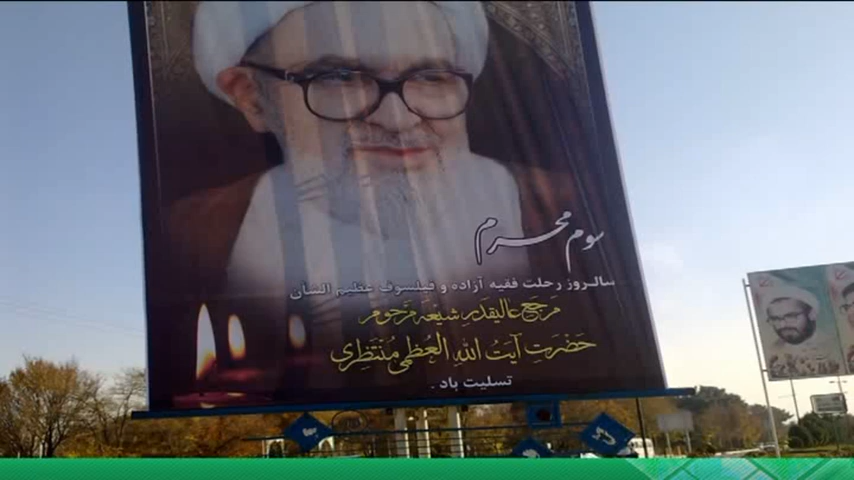 سوم محرم
سالروز رحلت فقیه آزاده و فیلسوف عظیم الشأن
مرجع عالیقدر شیعه مرحوم
حضرت آیت الله العظمی منتظری
تسلیت باد.